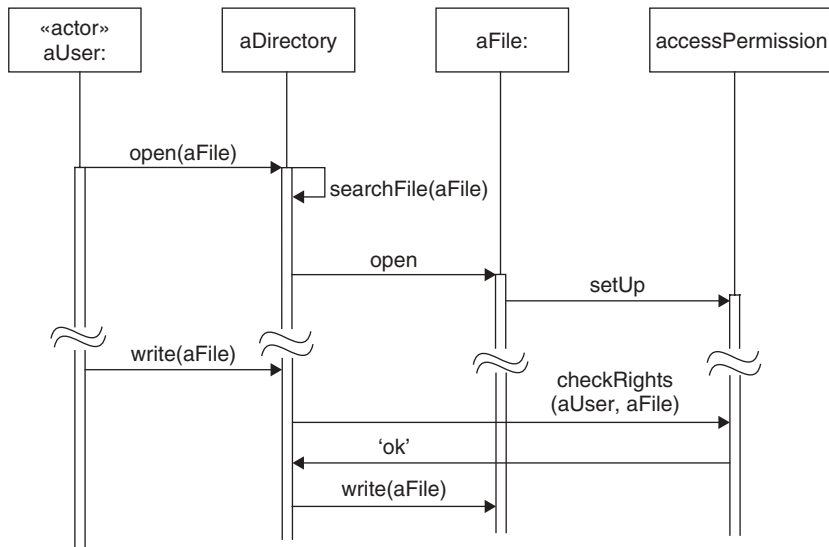 «actor»
aUser:
aDirectory
aFile:
accessPermission
open(aFile)
searchFile(aFile)
open
setUp
write(aFile)
checkRights
(aUser, aFile)
‘ok’
write(aFile)